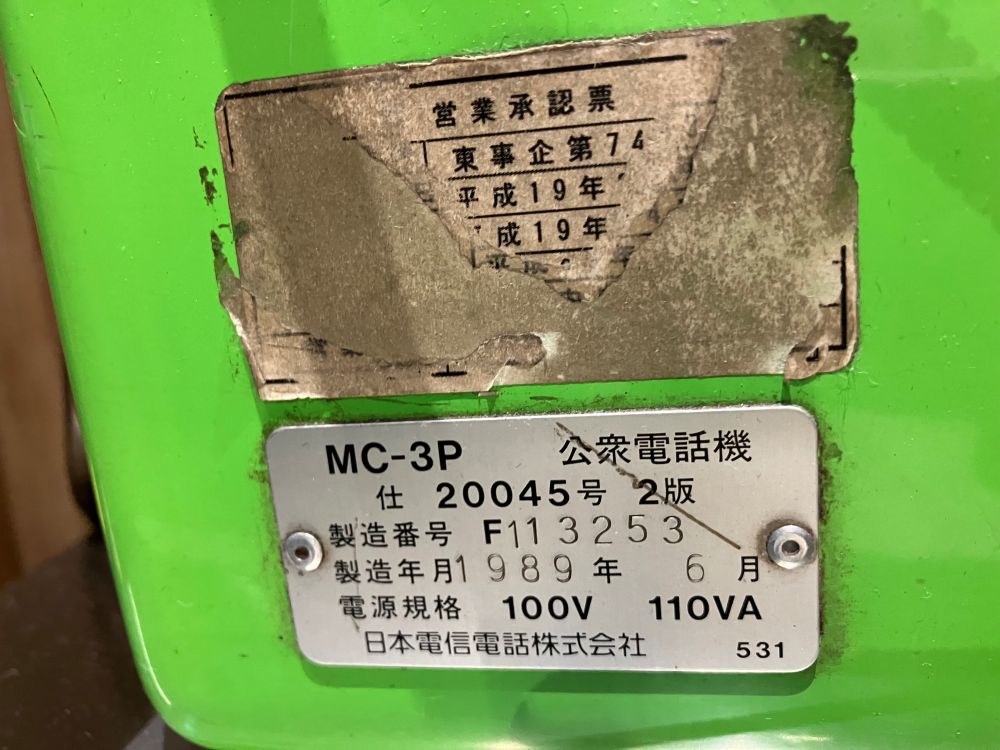 営業承認票
東事企第74
平成19年
成19年
MC-3P 公衆電話機
仕 20045号 2版
製造番号 F113253
製造年月1989年 6月
電源規格 100V 110VA
日本電信電話株式会社 531